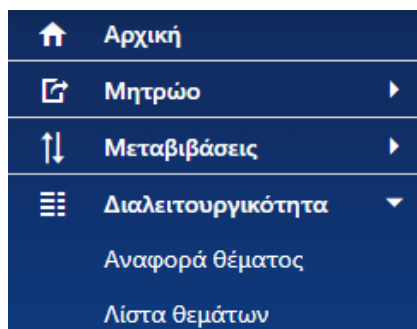 Αρχική
Μητρώο
Μεταβιβάσεις
Διαλειτουργικότητα
Αναφορά θέματος
Λίστα θεμάτων